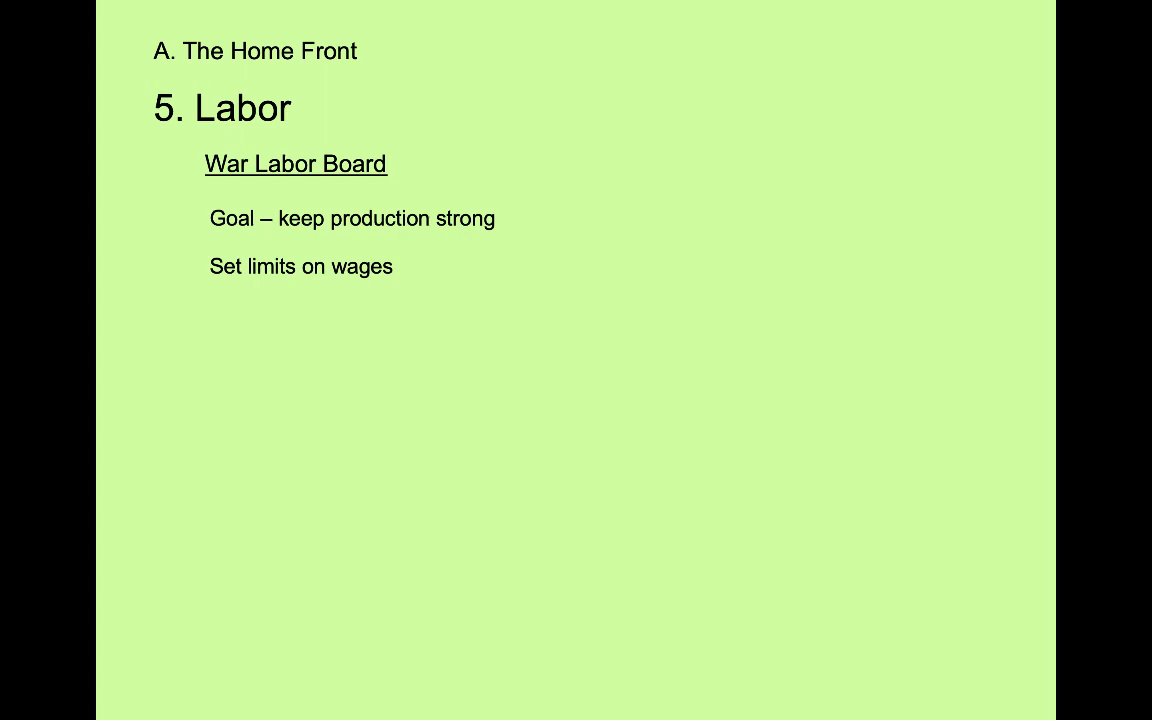 A. The Home Front
5. Labor
War Labor Board
Goal – keep production strong
Set limits on wages